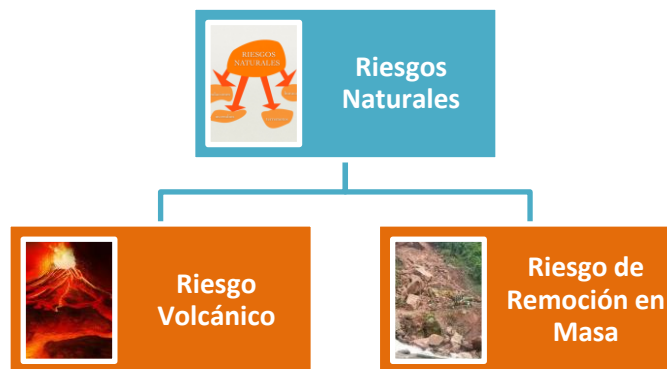 RIESGOS
NATURALES
Riesgos
Naturales
Riesgo
Volcánico
Riesgo de
Remoción en
Masa